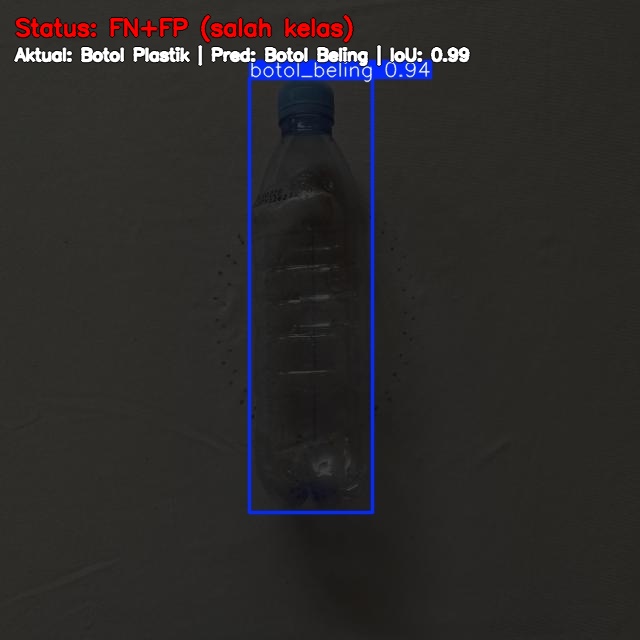 Status: FN+FP (salah kelas)
Aktual: Botol Plastik | Pred: Botol Beling | IoU: 0.99
botol_beling 0.94